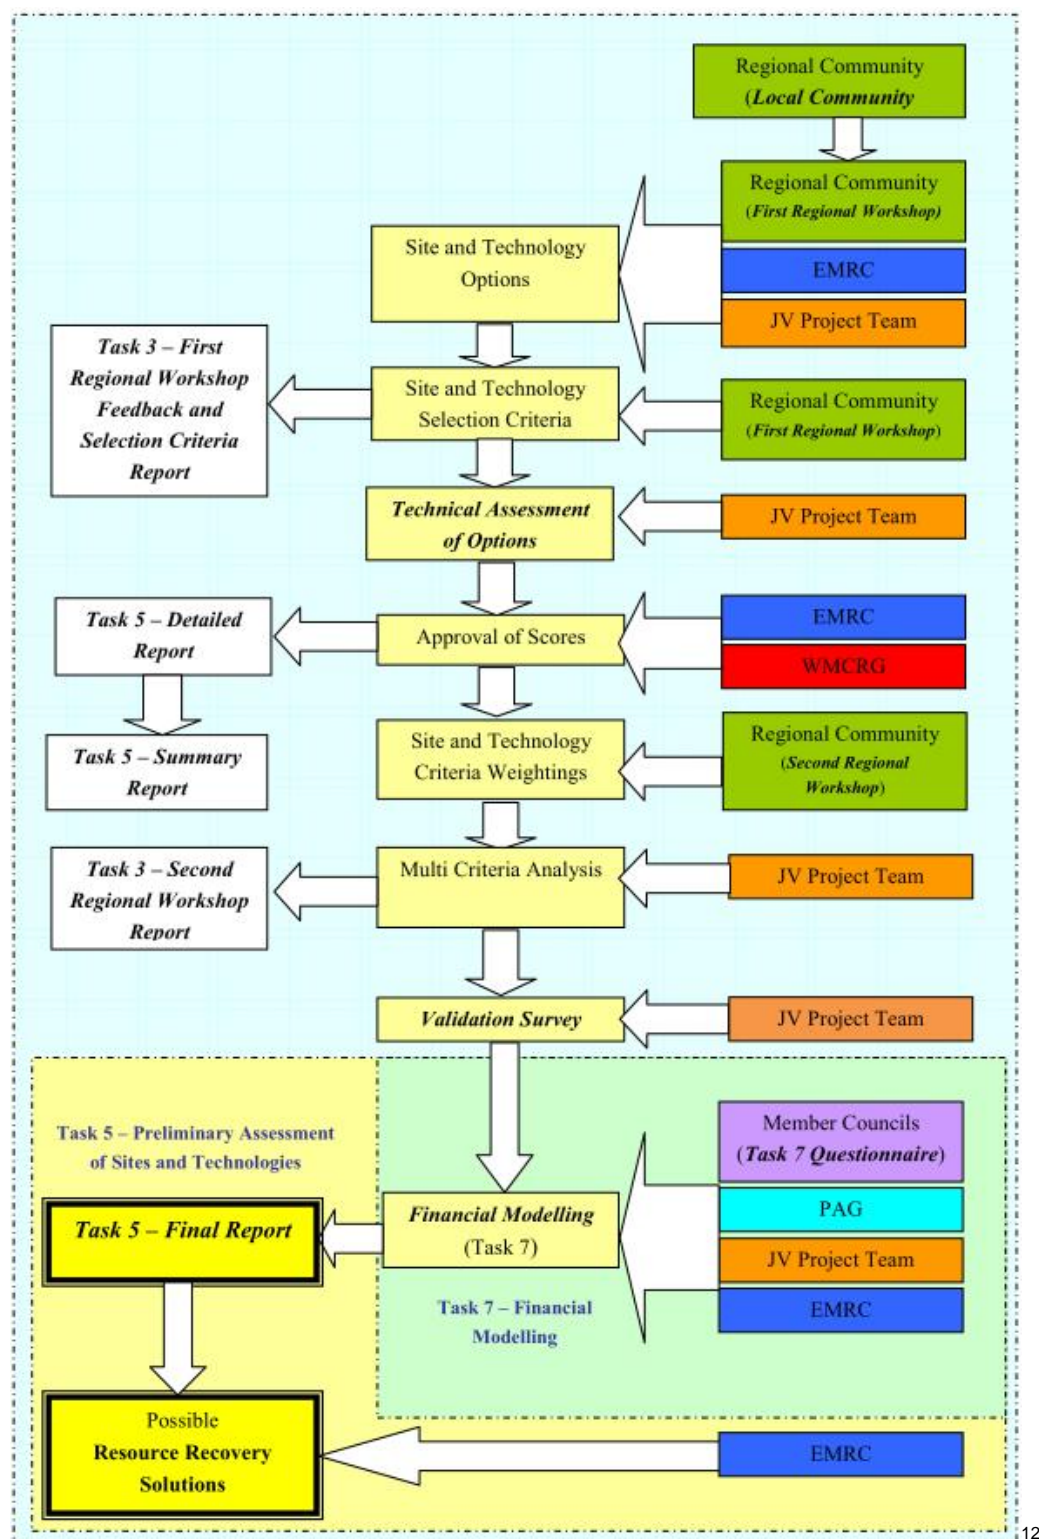 Regional Community
(Local Community
Regional Community
(First Regional Workshop)
EMRC
JV Project Team
Site and Technology
Options
Task 3 – First
Regional Workshop
Feedback and
Selection Criteria
Report
Site and Technology
Selection Criteria
Regional Community
(First Regional Workshop)
Technical Assessment
of Options
JV Project Team
Task 5 – Detailed
Report
Approval of Scores
EMRC
WMCRG
Task 5 – Summary
Report
Site and Technology
Criteria Weightings
Regional Community
(Second Regional
Workshop)
Task 3 – Second
Regional Workshop
Report
Multi Criteria Analysis
JV Project Team
Validation Survey
JV Project Team
Task 5 – Preliminary Assessment
of Sites and Technologies
Member Councils
(Task 7 Questionnaire)
PAG
JV Project Team
EMRC
Task 5 – Final Report
Financial Modelling
(Task 7)
Task 7 – Financial
Modelling
Possible
Resource Recovery
Solutions
EMRC
12